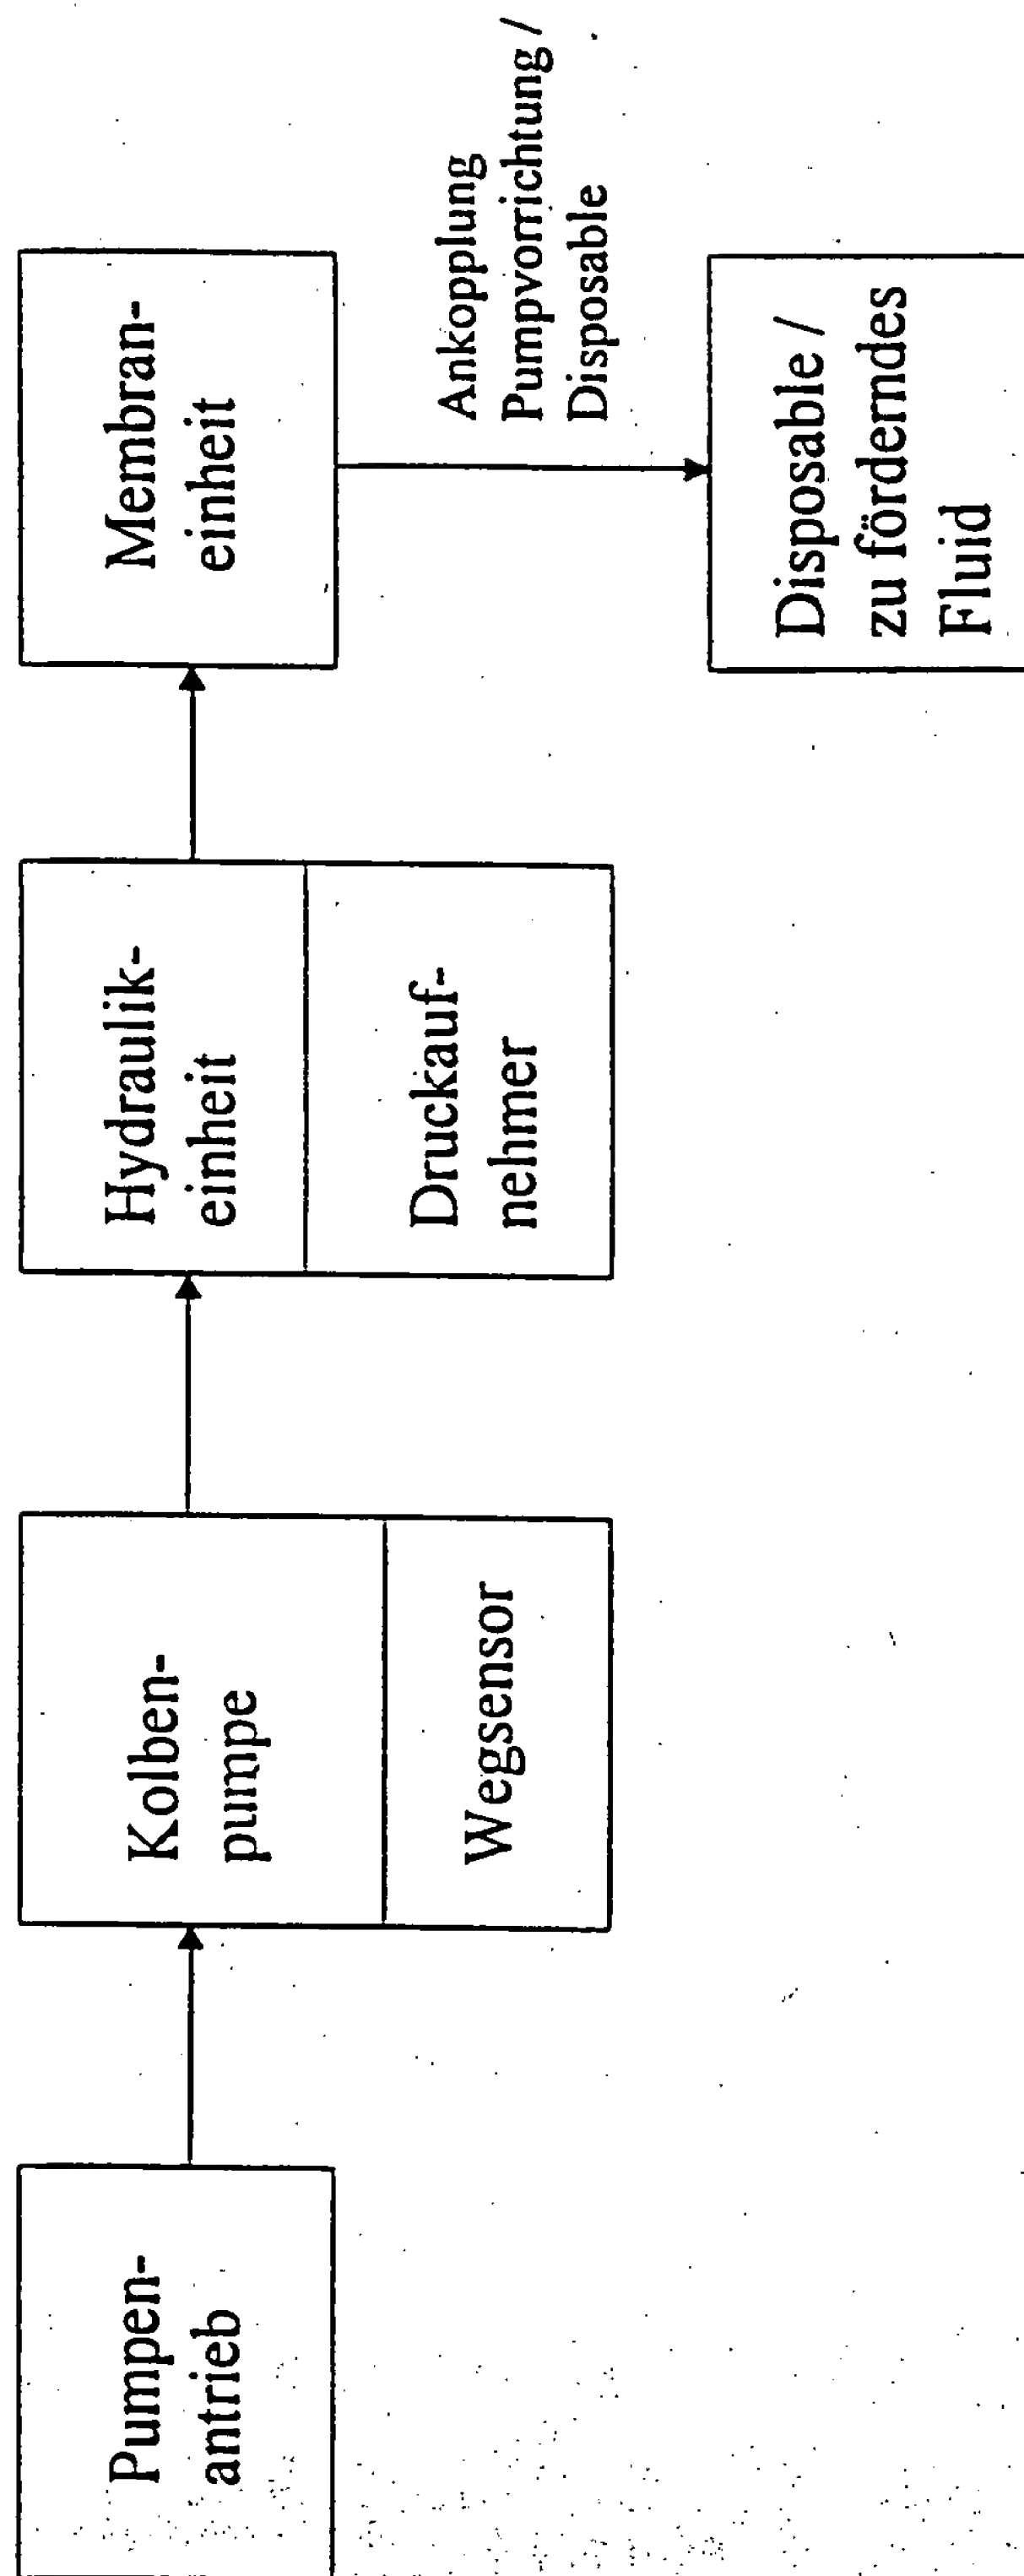 Pumpen-
antrieb
Kolben-
pumpe
Wegsensor
Hydraulik-
einheit
Druckauf-
nehmer
Membran-
einheit
Ankopplung
Pumpvorrichtung /
Disposable
Disposable /
zu förderndes
Fluid